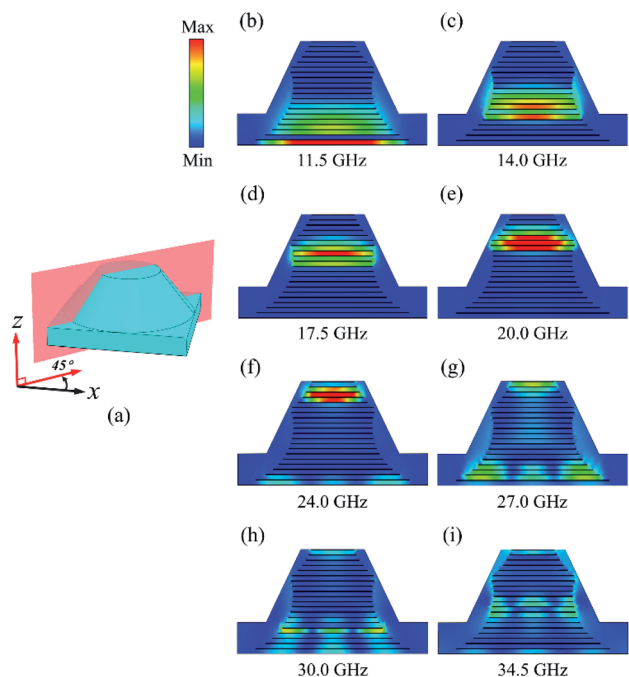 Max
Min
(b)
11.5 GHz
(c)
14.0 GHz
(d)
17.5 GHz
(e)
20.0 GHz
z
45°
x
(a)
(f)
24.0 GHz
(g)
27.0 GHz
(h)
30.0 GHz
(i)
34.5 GHz